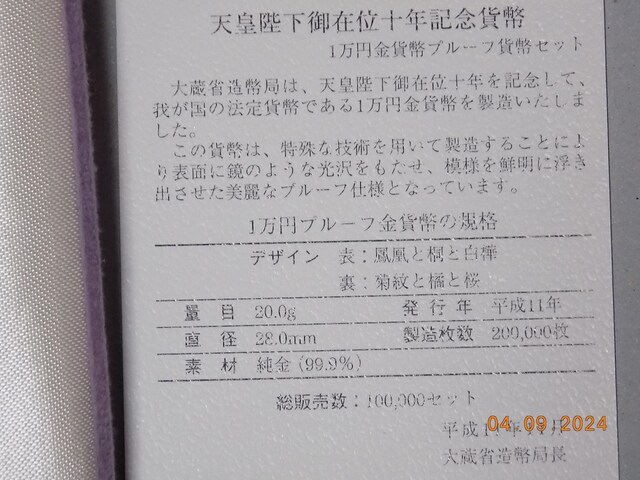 天皇陛下御在位十年記念貨幣
1万円金貨幣プルーフ貨幣セット
大蔵省造幣局は、天皇陛下御在位十年を記念して、
我が国の法定貨幣である1万円金貨幣を製造いたしま
した。
この貨幣は、特殊な技術を用いて製造することによ
り表面に鏡のような光沢をもたせ、模様を鮮明に浮き
出させた美麗なプルーフ仕様となっています。
1万円プルーフ金貨幣の規格
デザイン 表：鳳凰と桐と白樺
裏：菊紋と橘と桜
量目 20.0g 発行年 平成11年
直径 28.0mm 製造枚数 200,000枚
素材 純金(99.9%)
総販売数：100,000セット
04.09.2024
平成11年11月
大蔵省造幣局長